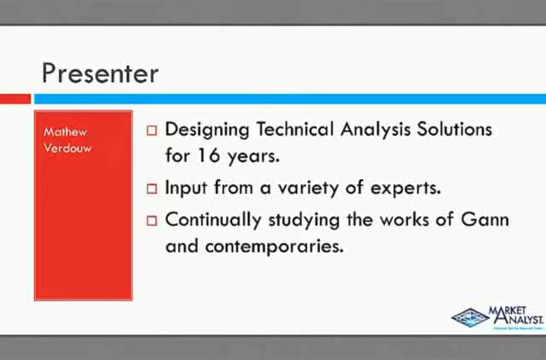 Presenter
Mathew
Verdouw
Designing Technical Analysis Solutions
for 16 years.
Input from a variety of experts.
Continually studying the works of Gann
and contemporaries.
MARKET
ANALYST